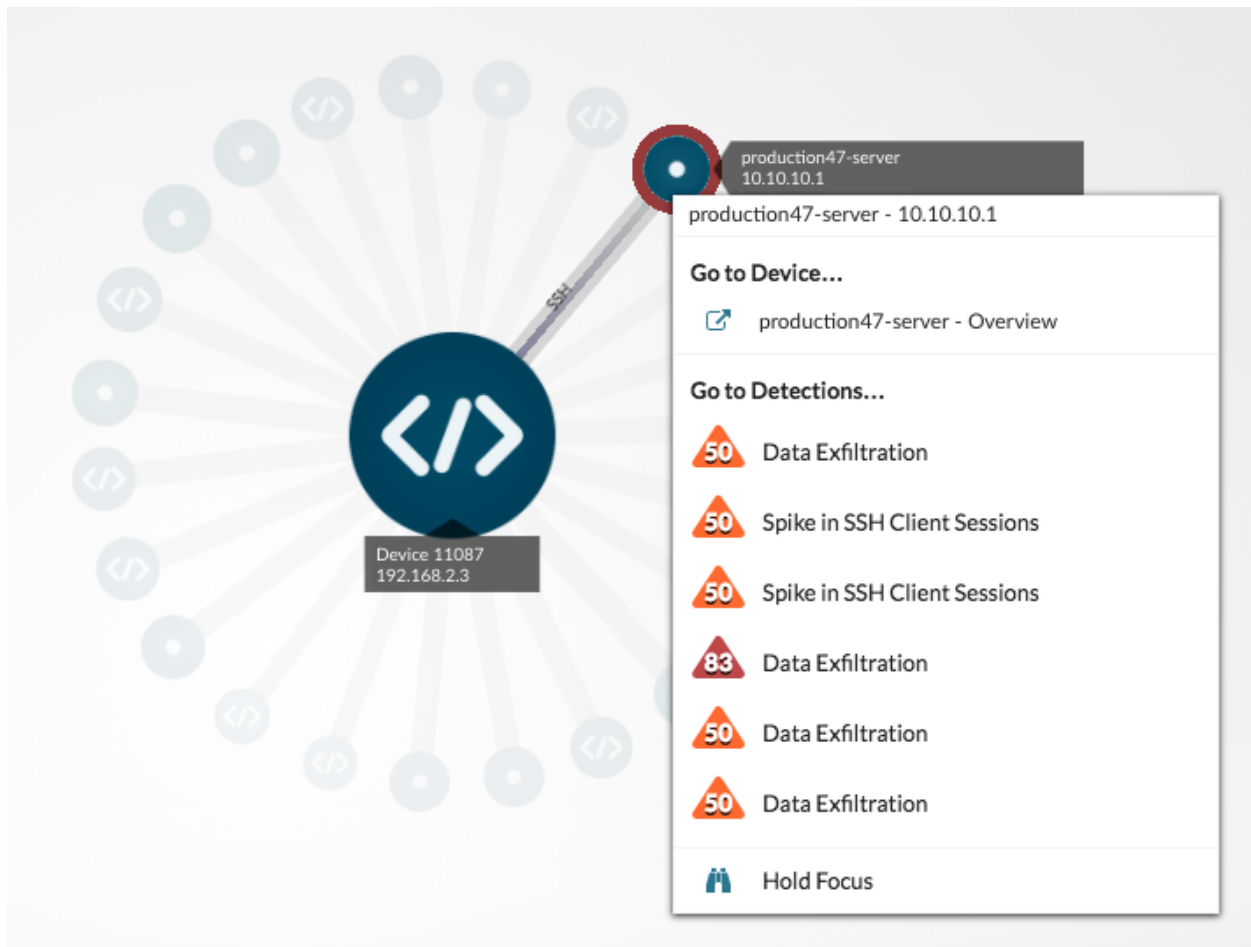 production47-server
10.10.10.1
production47-server - 10.10.10.1
Go to Device...
production47-server - Overview
SSH
Go to Detections...
50 Data Exfiltration
50 Spike in SSH Client Sessions
50 Spike in SSH Client Sessions
83 Data Exfiltration
50 Data Exfiltration
50 Data Exfiltration
Hold Focus
Device 11087
192.168.2.3